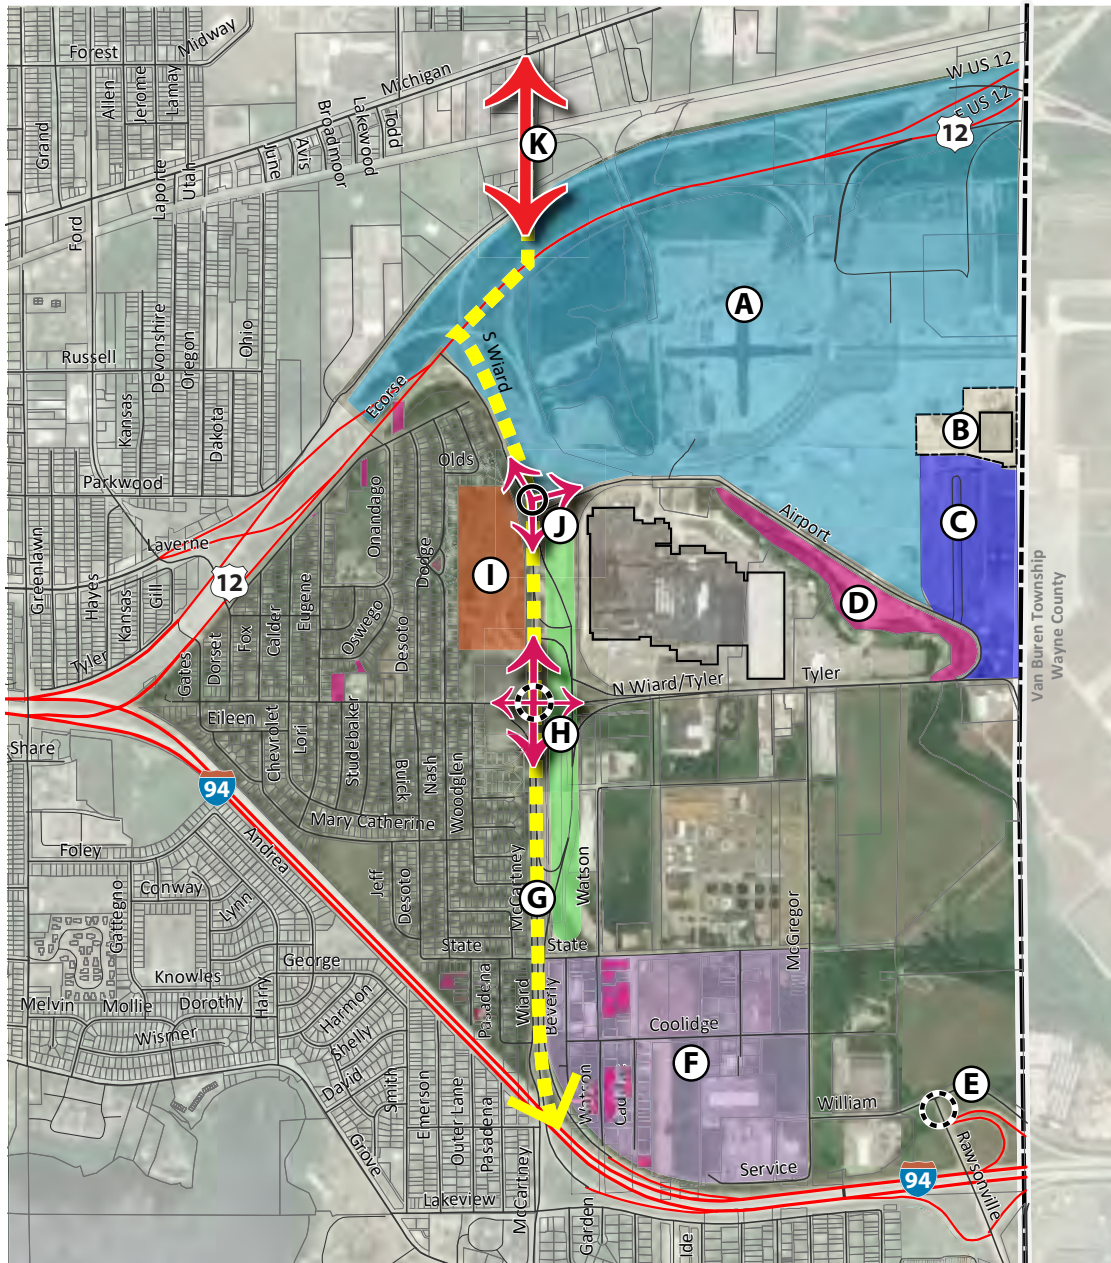 Forest
Midway
Allen
Jerome
Lamay
Grand
Michigan
Todd
Lakewood
Broadmoor
Avis
June
Utah
Laporte
Ford
K
W US 12
E US 12
12
A
S Wiard
Russell
Devonshire
Oregon
Ohio
Kansas
Dakota
Ecorse
B
Olds
Parkwood
Onandago
Laverne
Greenlawn
Hayes
Kansas
Gill
12
Dodge
Eugene
Calder
Fox
Dorset
Gates
Oswego
Desoto
I
J
Airport
C
D
Tyler
N Wiard/Tyler
Tyler
Van Buren Township
Wayne County
Eileen
Chevrolet
Lori
Studebaker
Buick
Nash
Woodglen
H
Share
94
Mary Catherine
Foley
Andrea
Conway
Lynn
Gattegno
Jeff
Desoto
McCartney
G
Watson
McGregor
State
State
George
Knowles
Melvin
Mollie
Dorothy
Harry
Wismer
Harmon
Shelly
David
Pasadena
Wiard
Beverly
Coolidge
F
E
William
Rawsonville
Smith
Emerson
Outer Lane
Pasadena
Grove
Service
94
Lakeview
McCartney
Garden
Ide